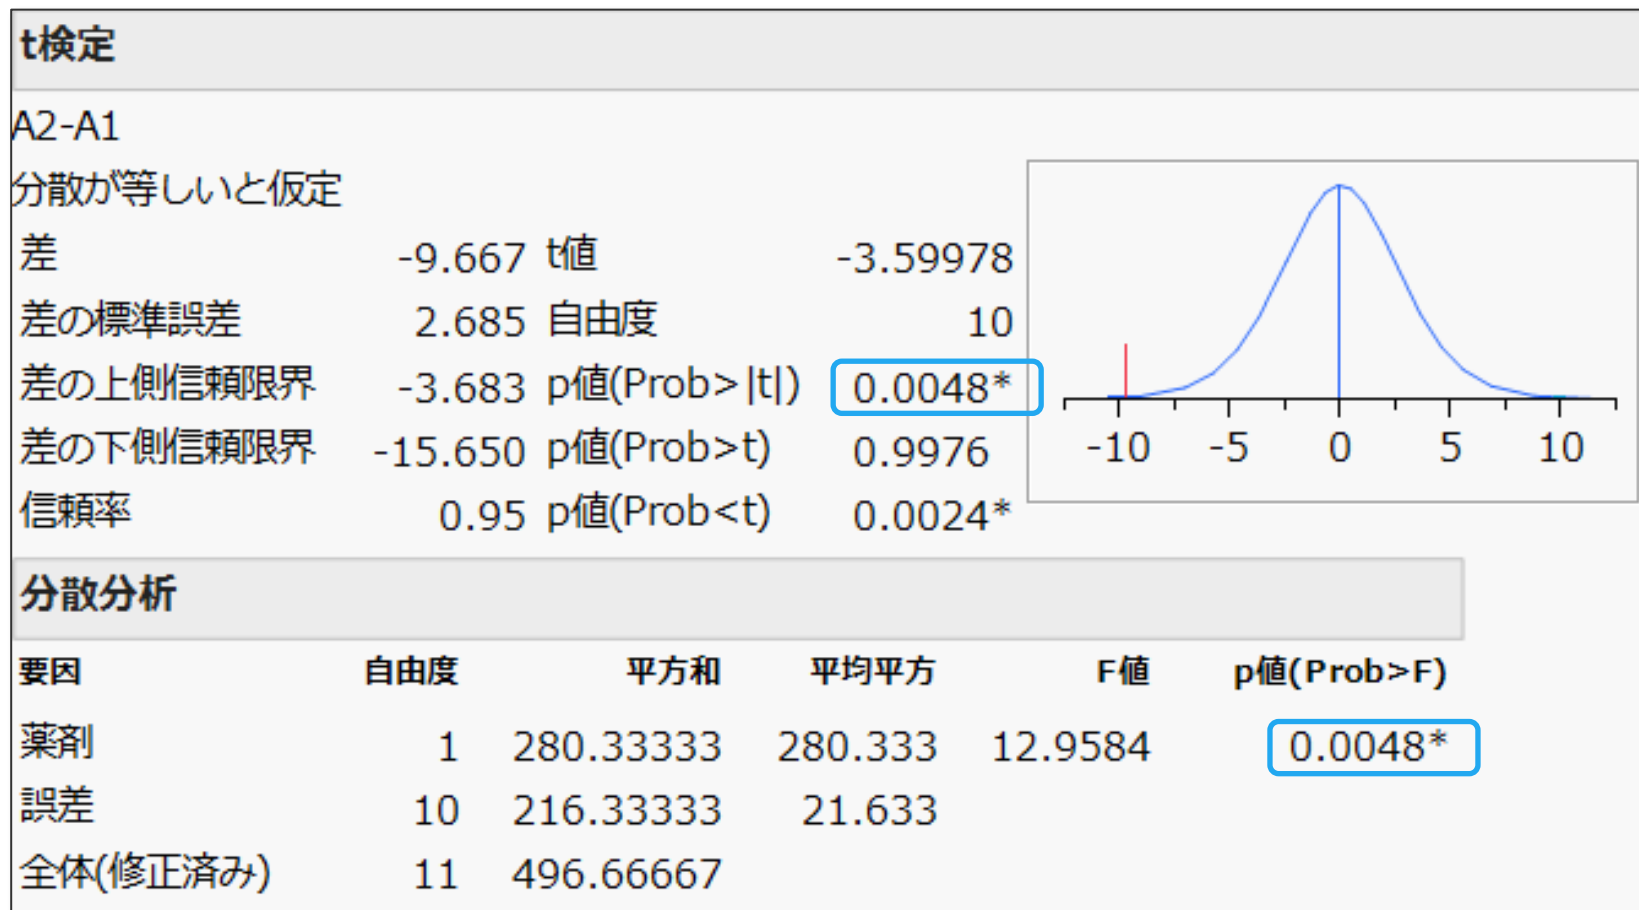 t検定
A2-A1
分散が等しいと仮定
差 -9.667 t値 -3.59978
差の標準誤差 2.685 自由度 10
差の上側信頼限界 -3.683 p値(Prob>|t|) 0.0048*
差の下側信頼限界 -15.650 p値(Prob>t) 0.9976
信頼率 0.95 p値(Prob<t) 0.0024*
-10 -5 0 5 10
分散分析
要因 自由度 平方和 平均平方 F値 p値(Prob>F)
薬剤 1 280.33333 280.333 12.9584 0.0048*
誤差 10 216.33333 21.633
全体(修正済み) 11 496.66667